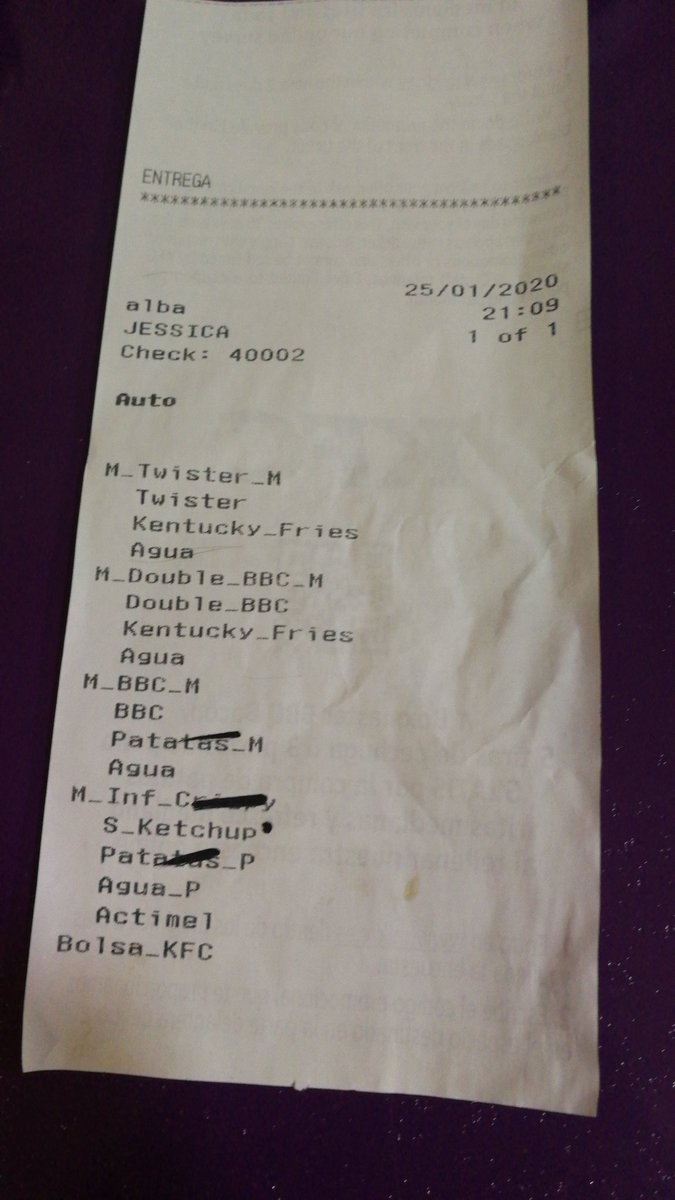 ENTREGA
****************************************
25/01/2020
alba 21:09
JESSICA 1 of 1
Check: 40002
Auto
M_Twister_M
Twister
Kentucky_Fries
Agua
M_Double_BBC_M
Double_BBC
Kentucky_Fries
Agua
M_BBC_M
BBC
Patatas_M
Agua
M_Inf_Crispy
S_Ketchup
Patatas_P
Agua_P
Actimel
Bolsa_KFC